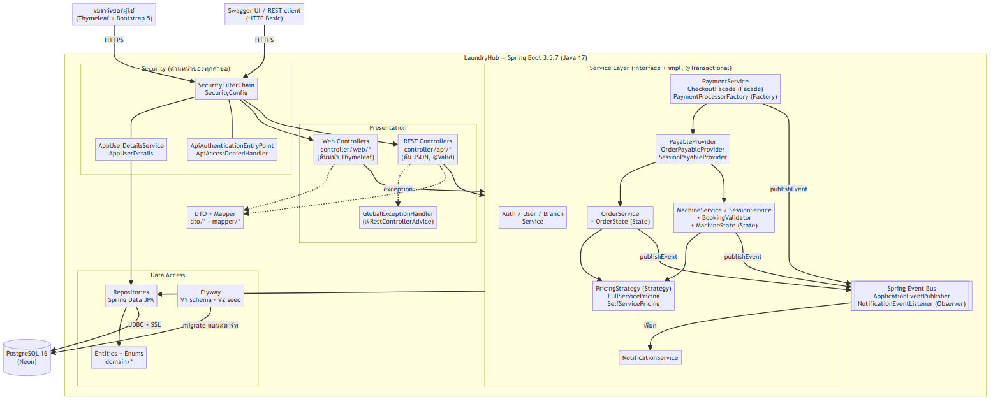 เบราว์เซอร์ผู้ใช้
(Thymeleaf + Bootstrap 5)
Swagger UI / REST client
(HTTP Basic)
HTTPS
HTTPS
LaundryHub — Spring Boot 3.5.7 (Java 17)
Security (ด่านหน้าของทุกคำขอ)
SecurityFilterChain
SecurityConfig
AppUserDetailsService
AppUserDetails
ApiAuthenticationEntryPoint
ApiAccessDeniedHandler
Presentation
Web Controllers
controller/web/*
(คืนหน้า Thymeleaf)
REST Controllers
controller/api/*
(คืน JSON, @Valid)
exception
DTO + Mapper
dto/* · mapper/*
GlobalExceptionHandler
(@RestControllerAdvice)
Service Layer (interface + impl, @Transactional)
PaymentService
CheckoutFacade (Facade)
PaymentProcessorFactory (Factory)
PayableProvider
OrderPayableProvider
SessionPayableProvider
publishEvent
Auth / User / Branch
Service
OrderService
+ OrderState (State)
MachineService / SessionService
+ BookingValidator
+ MachineState (State)
publishEvent
publishEvent
PricingStrategy (Strategy)
FullServicePricing
SelfServicePricing
Spring Event Bus
ApplicationEventPublisher
NotificationEventListener (Observer)
เรียก
NotificationService
Data Access
Repositories
Spring Data JPA
Flyway
V1 schema · V2 seed
JDBC + SSL
migrate ตอนสตาร์ท
Entities + Enums
domain/*
PostgreSQL 16
(Neon)